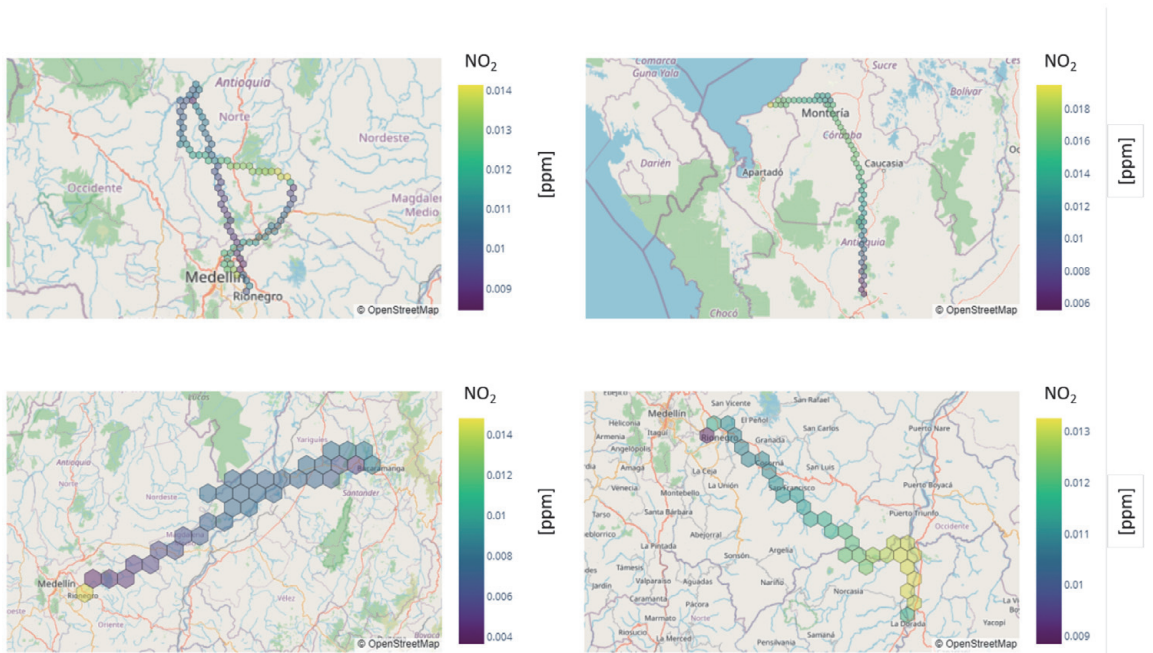 NO2
NO2
Antioquia
Norte
Nordeste
Occidente
Magdalen
Medio
Medellín
Rionegro
© OpenStreetMap
0.014
0.013
0.012
0.011
0.01
0.009
[ppm]
Comarca
Guna Yala
Sucre
Bolívar
Montería
Córdoba
Darién
Caucasia
Apartadó
Antioquia
Chocó
© OpenStreetMap
0.018
0.016
0.014
0.012
0.01
0.008
0.006
[ppm]
NO2
NO2
Yariguíes
Bucaramanga
Antioquia
Norte
Nordeste
Santander
Magdalena
Medellín
Rionegro
Vélez
Oriente
© OpenStreetMap
0.014
0.012
0.01
0.008
0.006
0.004
[ppm]
San Vicente
San Rafael
Medellín
El Peñol
Heliconia
Itagüí
San Carlos
Puerto Nare
Armenia
Rionegro
Granada
Angelópolis
Amagá
La Ceja
Cocorná
San Luis
Venecia
La Unión
Puerto Boyacá
Montebello
San Francisco
Tarso
Santa Bárbara
Puerto Triunfo
Abejorral
Occidente
La Pintada
Argelia
Sonsón
Támesis
Jardín
Valparaíso
Aguadas
Nariño
Norcasia
Caramanta
Pácora
Marmato
Norte
Samaná
La Dorada
Yacopí
Riosucio
La Merced
Pensilvania
© OpenStreetMap
0.013
0.012
0.011
0.01
0.009
[ppm]